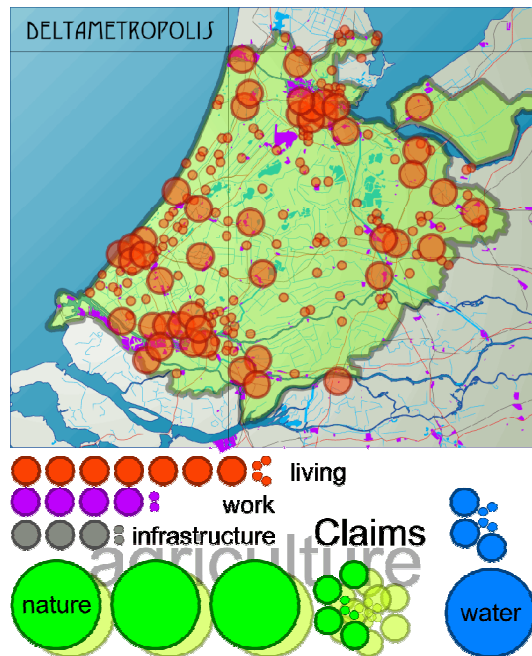 DELTAMETROPOLIS
living
work
infrastructure
Claims
agriculture
nature
water